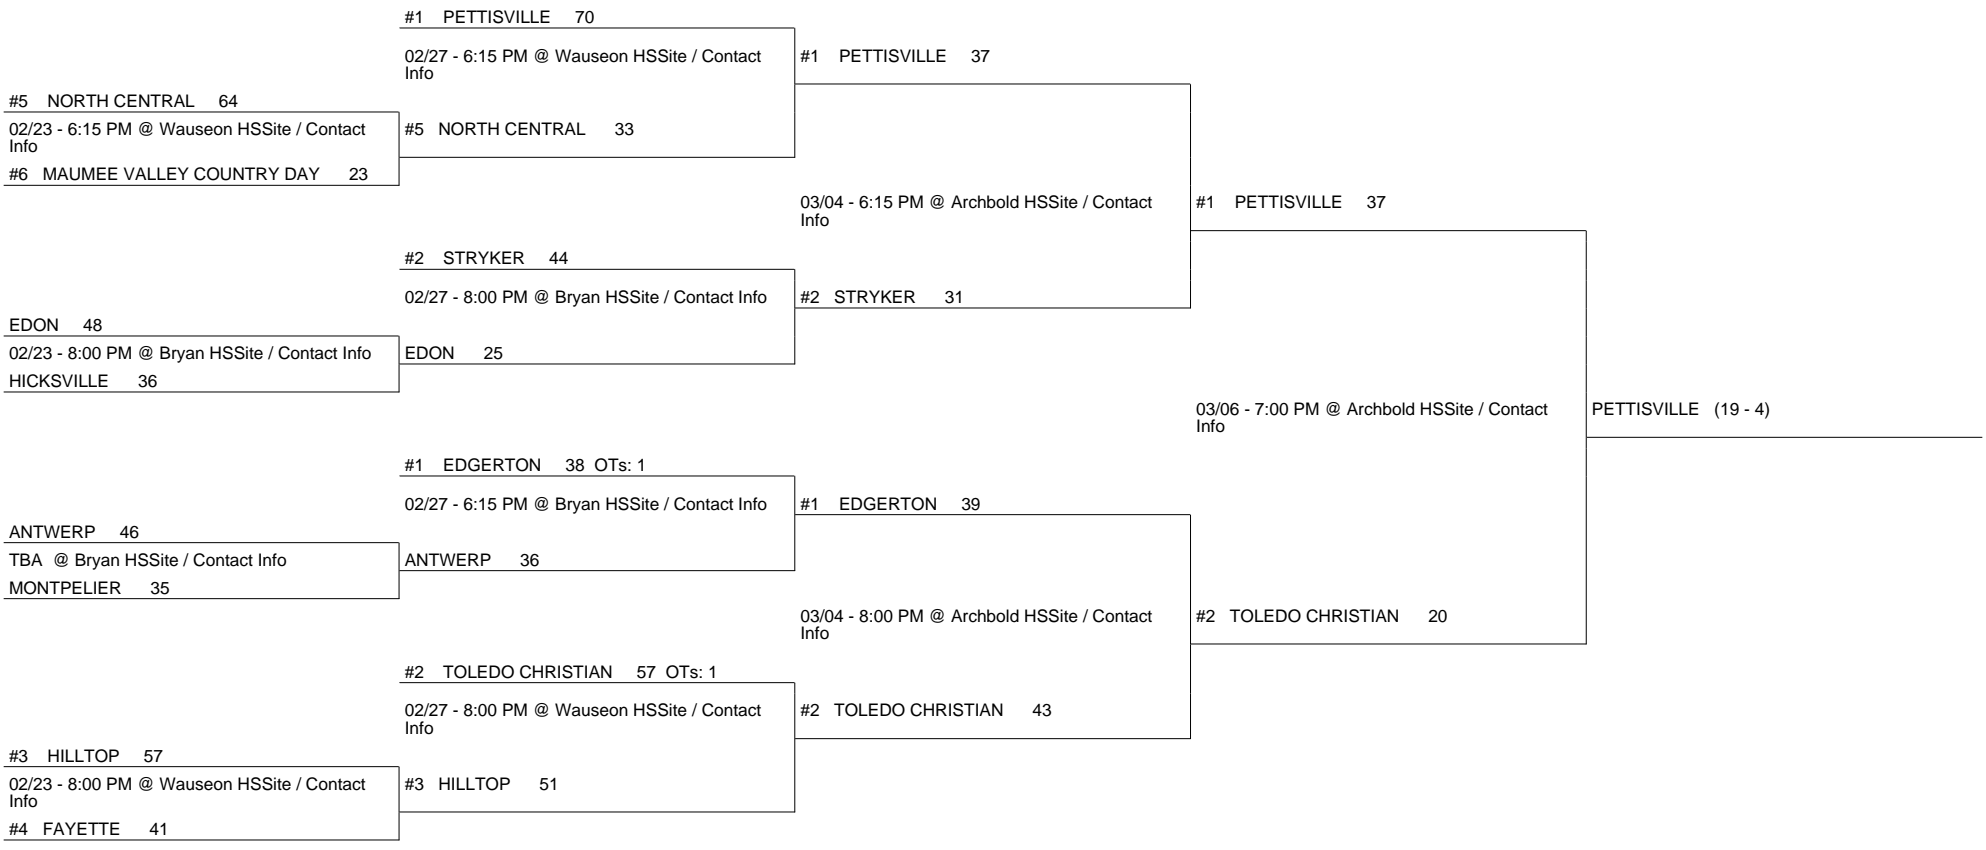 #1 PETTISVILLE 70
02/27 - 6:15 PM @ Wauseon HSSite / Contact
Info
#1 PETTISVILLE 37
#5 NORTH CENTRAL 64
02/23 - 6:15 PM @ Wauseon HSSite / Contact
Info
#5 NORTH CENTRAL 33
#6 MAUMEE VALLEY COUNTRY DAY 23
03/04 - 6:15 PM @ Archbold HSSite / Contact
Info
#1 PETTISVILLE 37
#2 STRYKER 44
02/27 - 8:00 PM @ Bryan HSSite / Contact Info
#2 STRYKER 31
EDON 48
02/23 - 8:00 PM @ Bryan HSSite / Contact Info
EDON 25
HICKSVILLE 36
03/06 - 7:00 PM @ Archbold HSSite / Contact
Info
PETTISVILLE (19 - 4)
#1 EDGERTON 38 OTs: 1
02/27 - 6:15 PM @ Bryan HSSite / Contact Info
#1 EDGERTON 39
ANTWERP 46
TBA @ Bryan HSSite / Contact Info
ANTWERP 36
MONTPELIER 35
03/04 - 8:00 PM @ Archbold HSSite / Contact
Info
#2 TOLEDO CHRISTIAN 20
#2 TOLEDO CHRISTIAN 57 OTs: 1
02/27 - 8:00 PM @ Wauseon HSSite / Contact
Info
#2 TOLEDO CHRISTIAN 43
#3 HILLTOP 57
02/23 - 8:00 PM @ Wauseon HSSite / Contact
Info
#3 HILLTOP 51
#4 FAYETTE 41